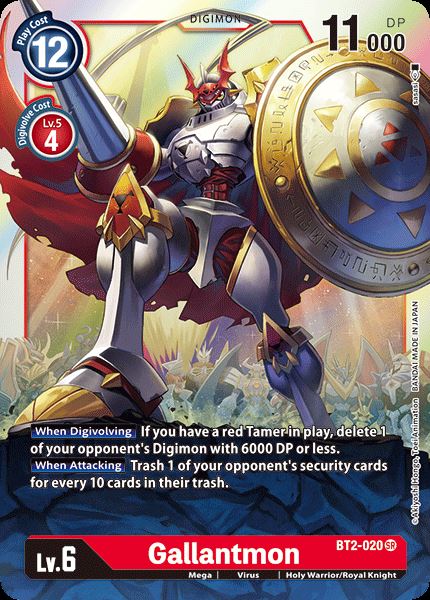 DIGIMON
Play Cost
12
11000
DP
Digivolve Cost
Lv.5
4
sasasi
When Digivolving If you have a red Tamer in play, delete 1
of your opponent's Digimon with 6000 DP or less.
When Attacking Trash 1 of your opponent's security cards
for every 10 cards in their trash.
©Akiyoshi Hongo, Toei Animation BANDAI MADE IN JAPAN
BT2-020 SR
Lv.6
Gallantmon
Mega | Virus | Holy Warrior/Royal Knight